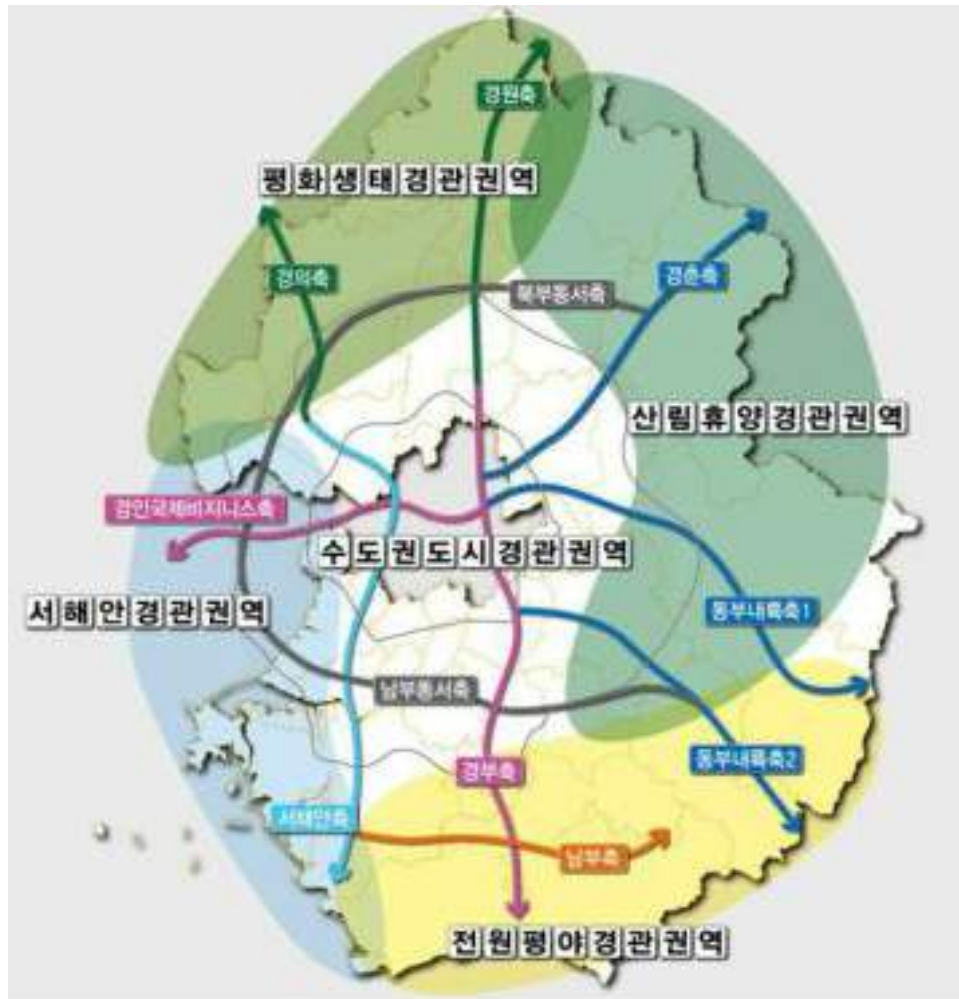 경원축
평화생태경관권역
경의축
경춘축
북부동서축
산림휴양경관권역
경인국제비지니스축
수도권도시경관권역
서해안경관권역
동부내륙축1
남부동서축
동부내륙축2
경부축
서해안축
남부축
전원평야경관권역